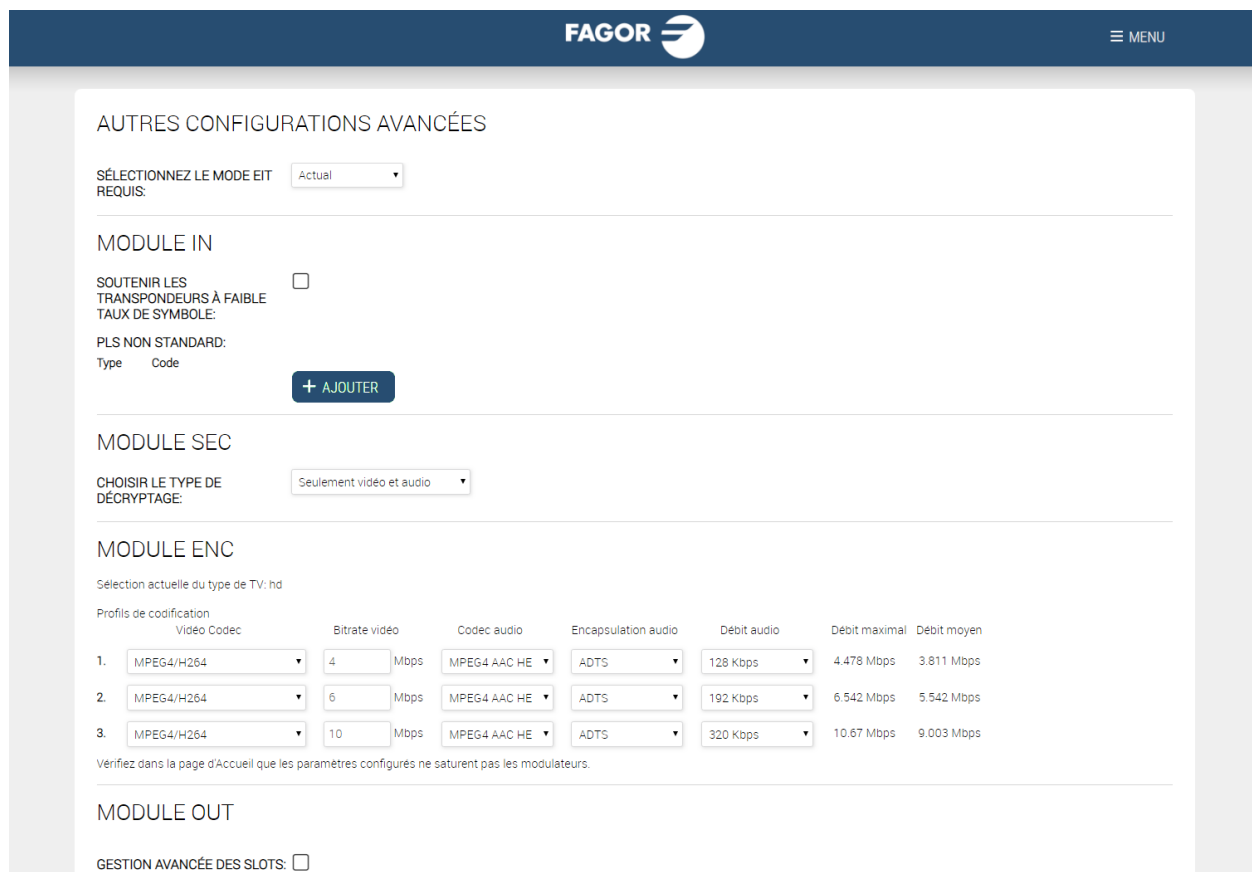 FAGOR
☰ MENU
AUTRES CONFIGURATIONS AVANCÉES
SÉLECTIONNEZ LE MODE EIT REQUIS:
Actual
MODULE IN
SOUTENIR LES TRANSPONDEURS À FAIBLE TAUX DE SYMBOLE:
PLS NON STANDARD:
Type Code
+ AJOUTER
MODULE SEC
CHOISIR LE TYPE DE DÉCRYPTAGE:
Seulement vidéo et audio
MODULE ENC
Sélection actuelle du type de TV: hd
Profils de codification
Vidéo Codec Bitrate vidéo Codec audio Encapsulation audio Débit audio Débit maximal Débit moyen
1. MPEG4/H264 4 Mbps MPEG4 AAC HE ADTS 128 Kbps 4.478 Mbps 3.811 Mbps
2. MPEG4/H264 6 Mbps MPEG4 AAC HE ADTS 192 Kbps 6.542 Mbps 5.542 Mbps
3. MPEG4/H264 10 Mbps MPEG4 AAC HE ADTS 320 Kbps 10.67 Mbps 9.003 Mbps
Vérifiez dans la page d'Accueil que les paramètres configurés ne saturent pas les modulateurs.
MODULE OUT
GESTION AVANCÉE DES SLOTS: